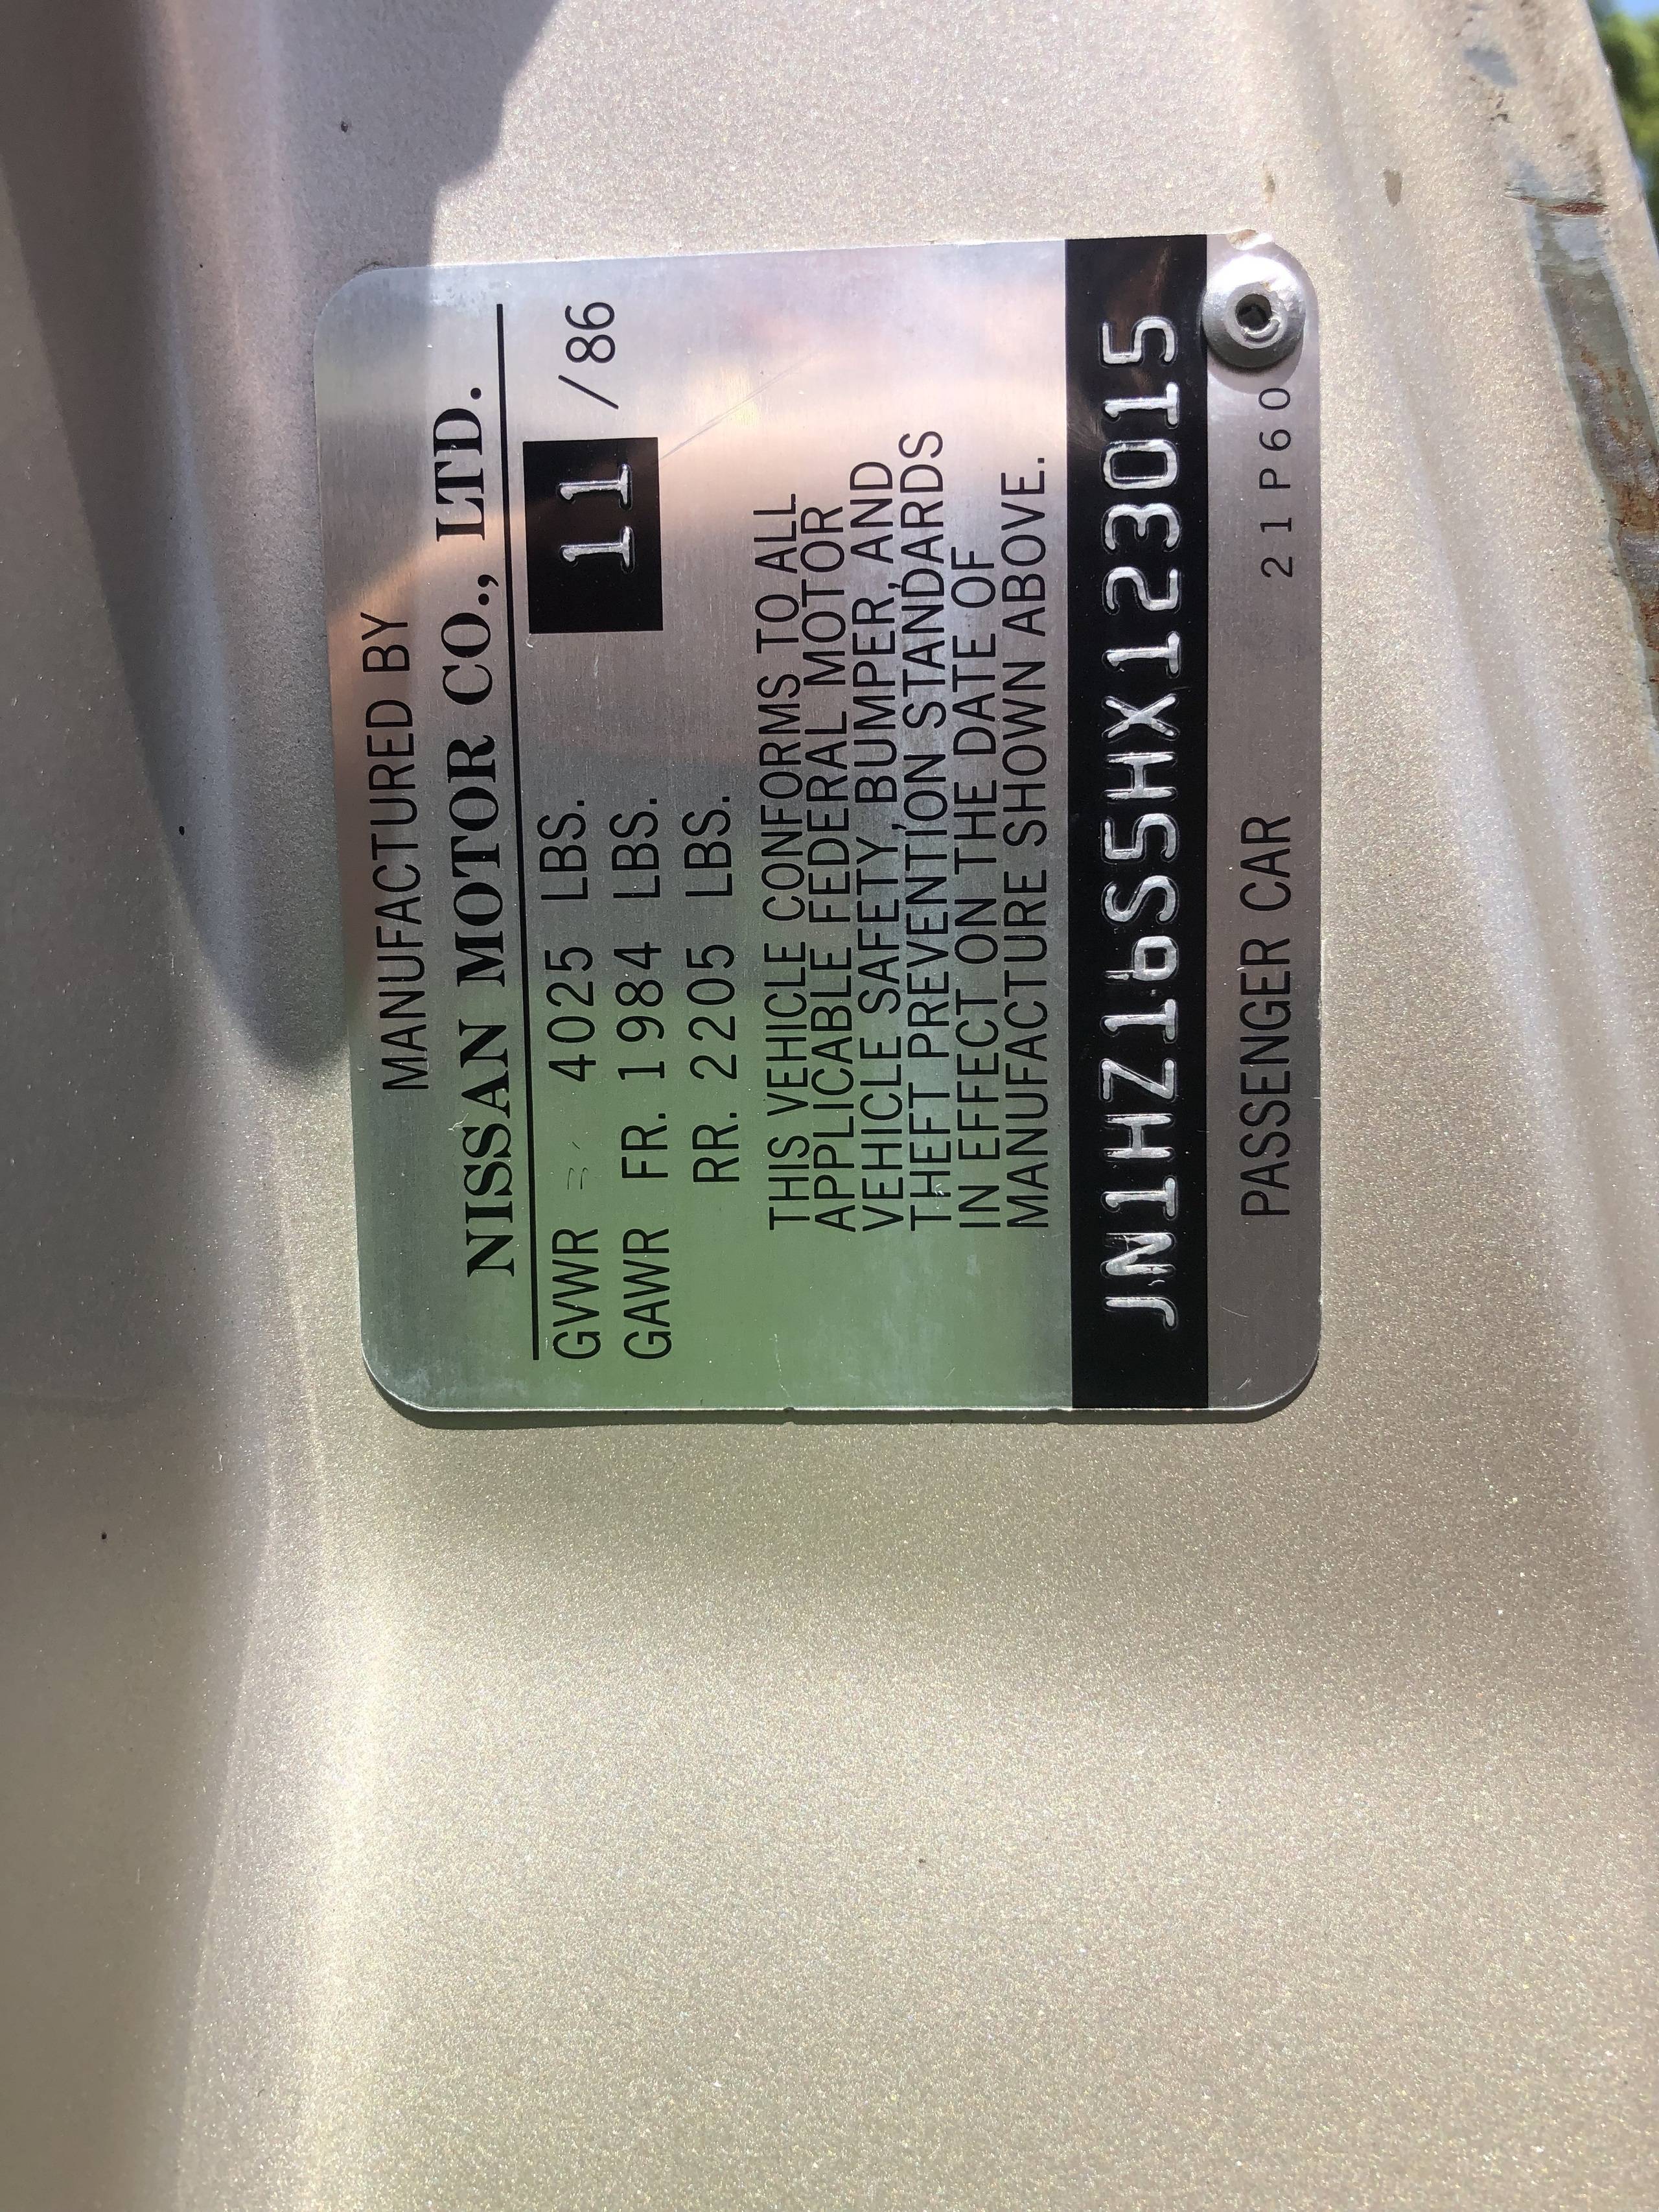 MANUFACTURED BY
NISSAN MOTOR CO., LTD.
11 /86
GVWR 4025 LBS.
GAWR FR. 1984 LBS.
RR. 2205 LBS.
THIS VEHICLE CONFORMS TO ALL
APPLICABLE FEDERAL MOTOR
VEHICLE SAFETY, BUMPER, AND
THEFT PREVENTION STANDARDS
IN EFFECT ON THE DATE OF
MANUFACTURE SHOWN ABOVE.
JN1HZ16S5HX123015
PASSENGER CAR 21P60